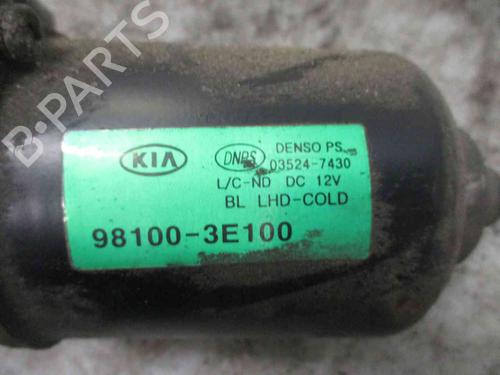 B-PARTS
KIA
DNPS
DENSO PS
03524-7430
L/C-ND DC 12V
BL LHD-COLD
98100-3E100